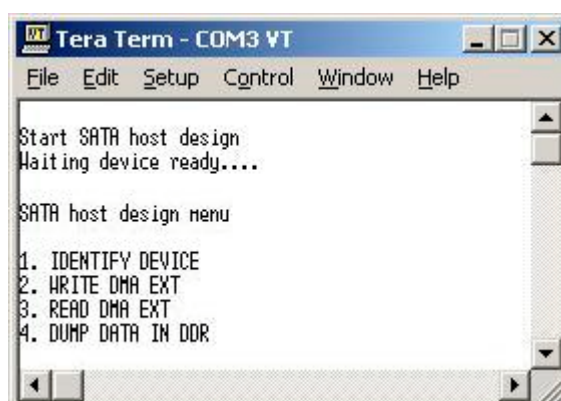 Tera Term - COM3 VT
File Edit Setup Control Window Help
Start SATA host design
Waiting device ready....
SATA host design menu
1. IDENTIFY DEVICE
2. WRITE DMA EXT
3. READ DMA EXT
4. DUMP DATA IN DDR